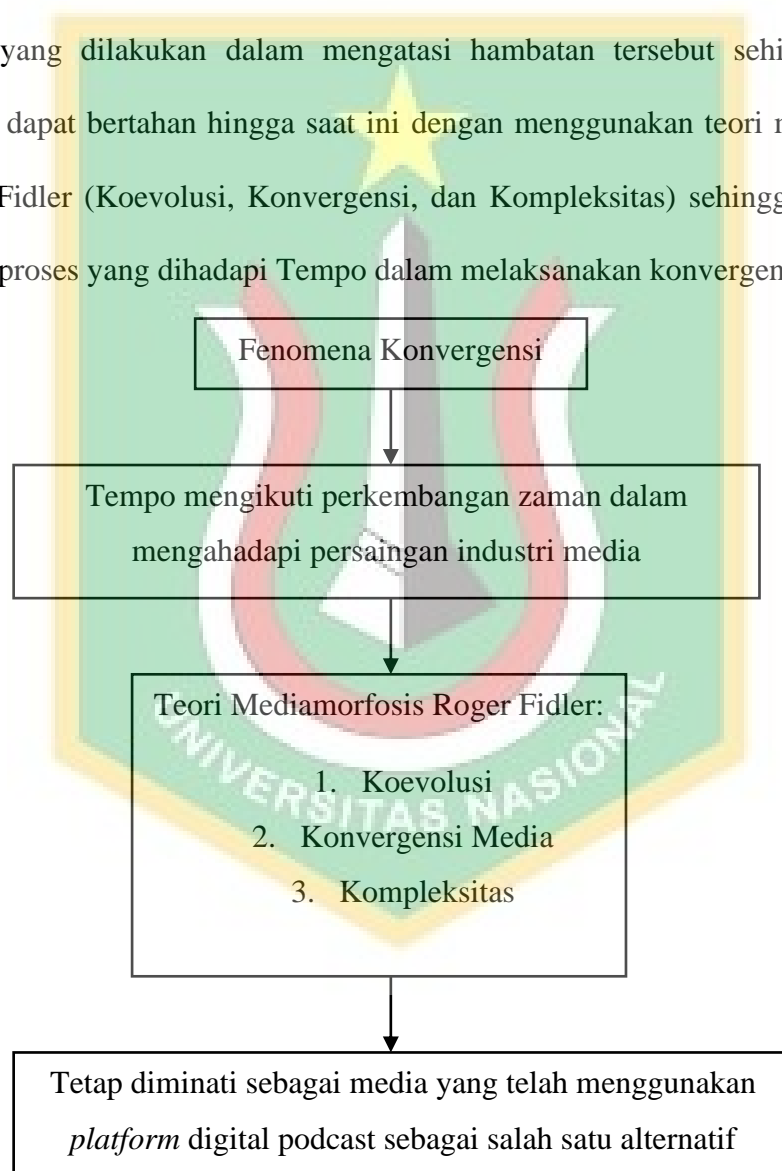 yang dilakukan dalam mengatasi hambatan tersebut
dapat bertahan hingga saat ini dengan menggunakan teori
Fidler (Koevolusi, Konvergensi, dan Kompleksitas)
proses yang dihadapi Tempo dalam melaksanakan
Fenomena Konvergensi
Tempo mengikuti perkembangan zaman dalam
mengahadapi persaingan industri media
Teori Mediamorfosis Roger Fidler:
1. Koevolusi
2. Konvergensi Media
3. Kompleksitas
UNIVERSITAS NASIONAL
Tetap diminati sebagai media yang telah menggunakan
platform digital podcast sebagai salah satu alternatif